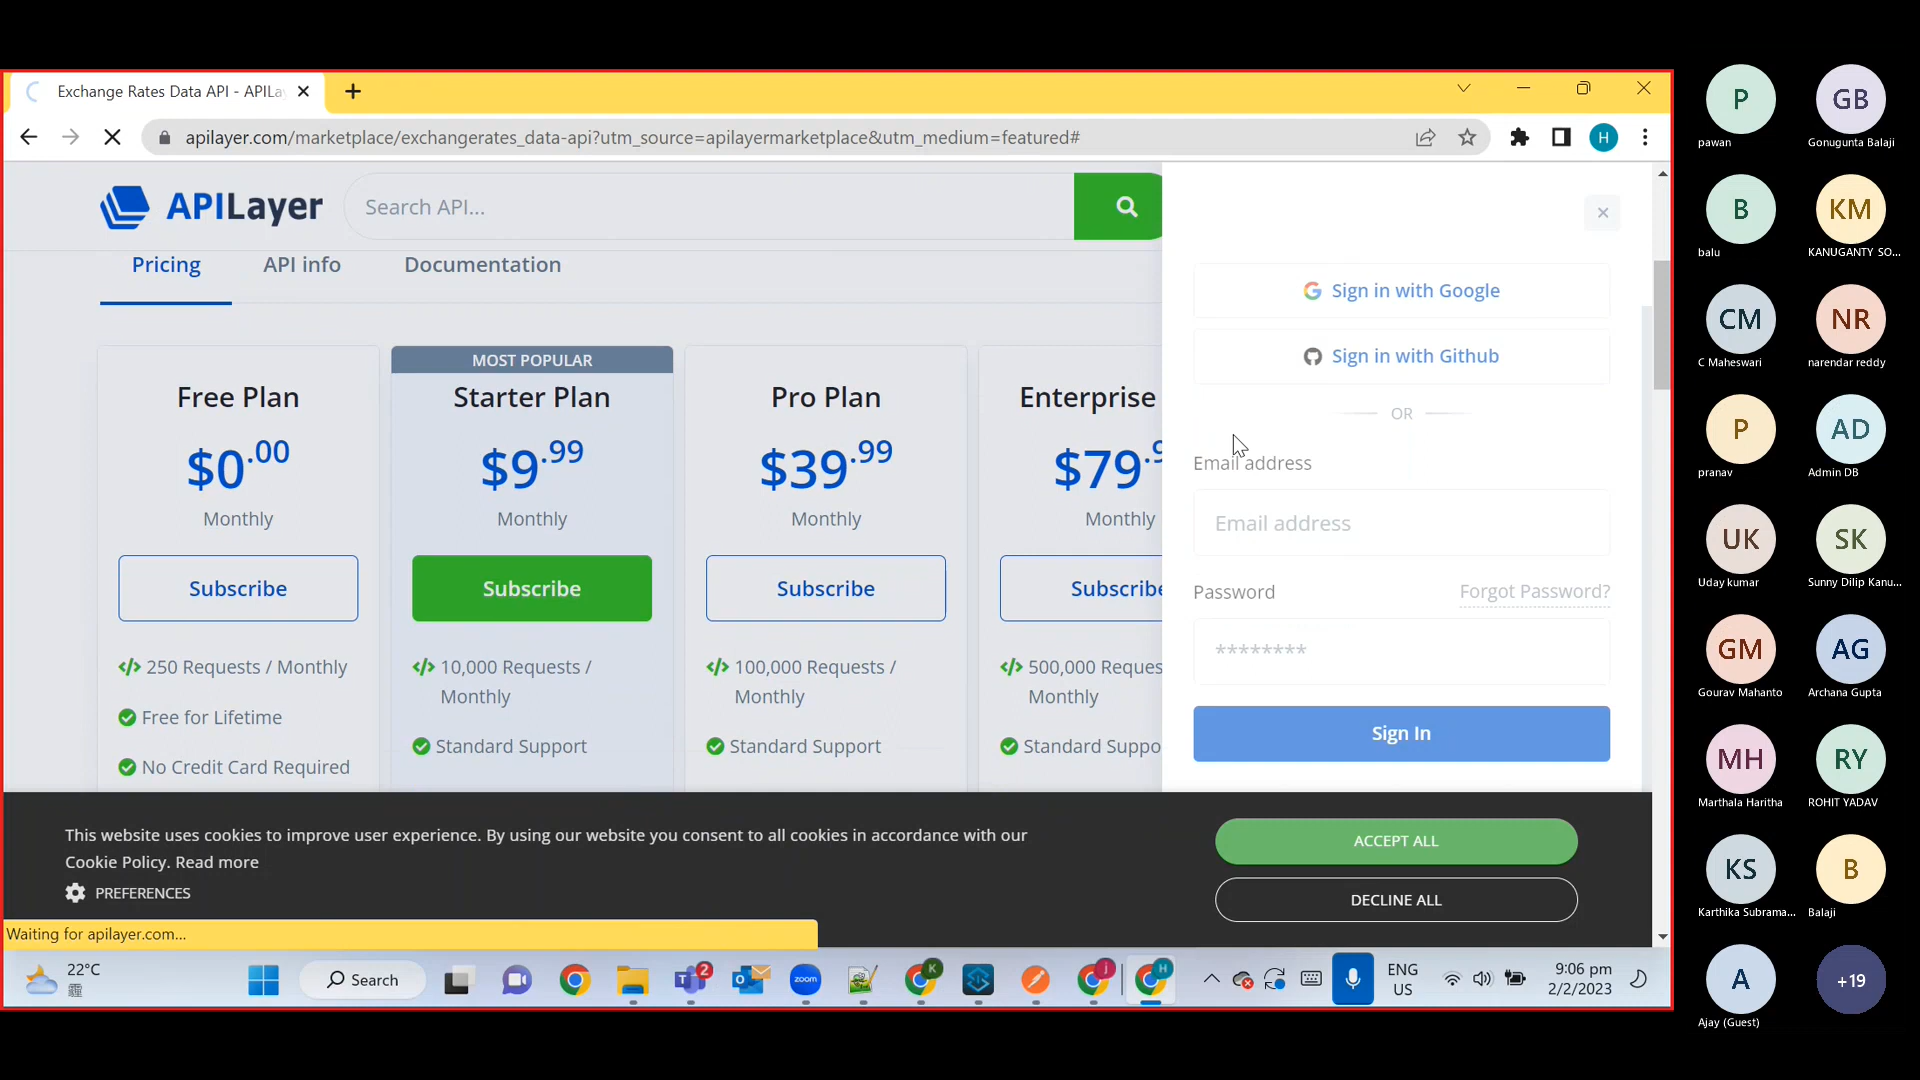 Exchange Rates Data API - APILa
apilayer.com/marketplace/exchangerates_data-api?utm_source=apilayermarketplace&utm_medium=featured#
H
APILayer
Search API...
Pricing
API info
Documentation
MOST POPULAR
Free Plan
$0.00
Monthly
Subscribe
250 Requests / Monthly
Free for Lifetime
No Credit Card Required
Starter Plan
$9.99
Monthly
Subscribe
10,000 Requests /
Monthly
Standard Support
Pro Plan
$39.99
Monthly
Subscribe
100,000 Requests /
Monthly
Standard Support
Enterprise
$79.9
Monthly
Subscribe
500,000 Reques
Monthly
Standard Suppo
Sign in with Google
Sign in with Github
OR
Email address
Email address
Password
Forgot Password?
********
Sign In
This website uses cookies to improve user experience. By using our website you consent to all cookies in accordance with our
Cookie Policy. Read more
PREFERENCES
ACCEPT ALL
DECLINE ALL
Waiting for apilayer.com...
22°C
霾
Search
2
zoom
K
j
H
ENG
US
9:06 pm
2/2/2023
P
pawan
GB
Gonugunta Balaji
B
balu
KM
KANUGANTY SO...
CM
C Maheswari
NR
narendar reddy
P
pranav
AD
Admin DB
UK
Uday kumar
SK
Sunny Dilip Kanu...
GM
Gourav Mahanto
AG
Archana Gupta
MH
Marthala Haritha
RY
ROHIT YADAV
KS
Karthika Subrama...
B
Balaji
A
Ajay (Guest)
+19